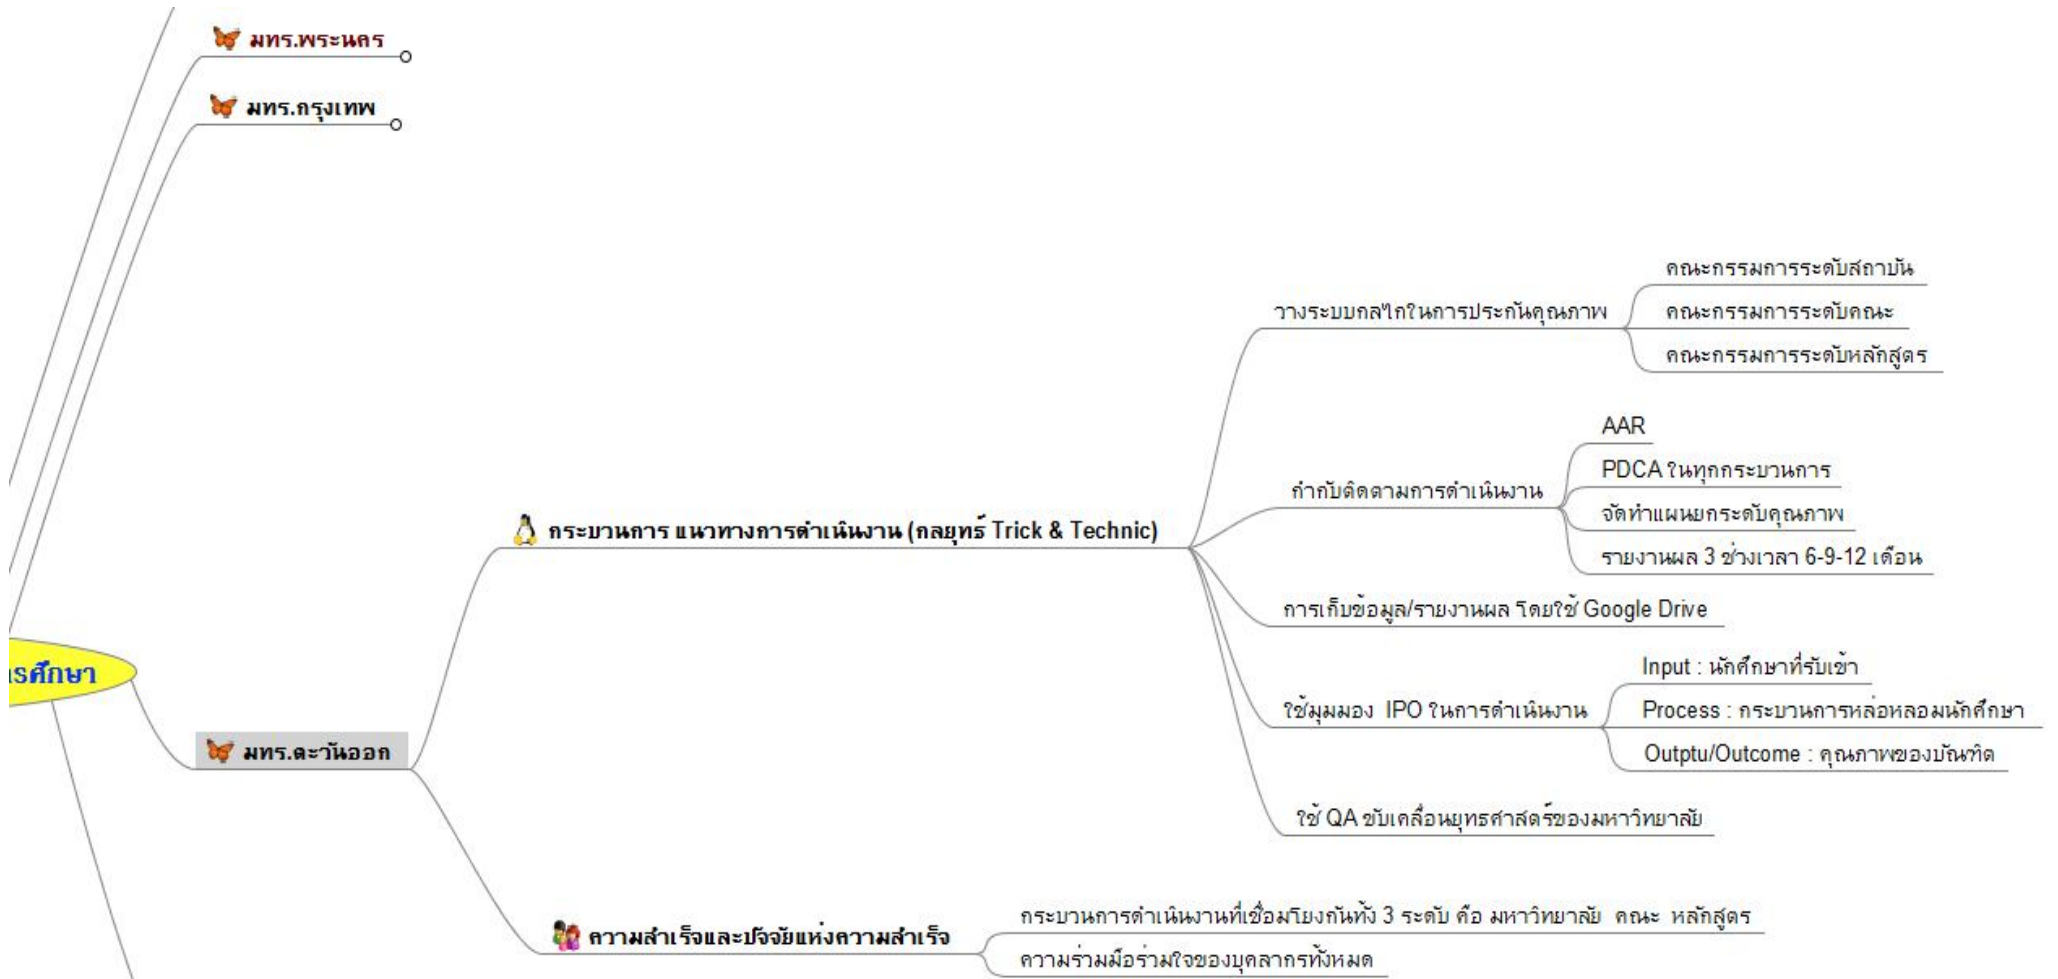 มทร.พระนคร
มทร.กรุงเทพ
คณะกรรมการระดับสถาบัน
วางระบบกลไกในการประกันคุณภาพ
คณะกรรมการระดับคณะ
คณะกรรมการระดับหลักสูตร
AAR
PDCA ในทุกกระบวนการ
กำกับติดตามการดำเนินงาน
จัดทำแผนยกระดับคุณภาพ
กระบวนการ แนวทางการดำเนินงาน (กลยุทธ์ Trick & Technic)
รายงานผล 3 ช่วงเวลา 6-9-12 เดือน
การเก็บข้อมูล/รายงานผล โดยใช้ Google Drive
Input : นักศึกษาที่รับเข้า
รศึกษา
ใช้มุมมอง IPO ในการดำเนินงาน
Process : กระบวนการหล่อหลอมนักศึกษา
มทร.ตะวันออก
Outptu/Outcome : คุณภาพของบัณฑิต
ใช้ QA ขับเคลื่อนยุทธศาสตร์ของมหาวิทยาลัย
กระบวนการดำเนินงานที่เชื่อมโยงกันทั้ง 3 ระดับ คือ มหาวิทยาลัย คณะ หลักสูตร
ความสำเร็จและปัจจัยแห่งความสำเร็จ
ความร่วมมือร่วมใจของบุคลากรทั้งหมด